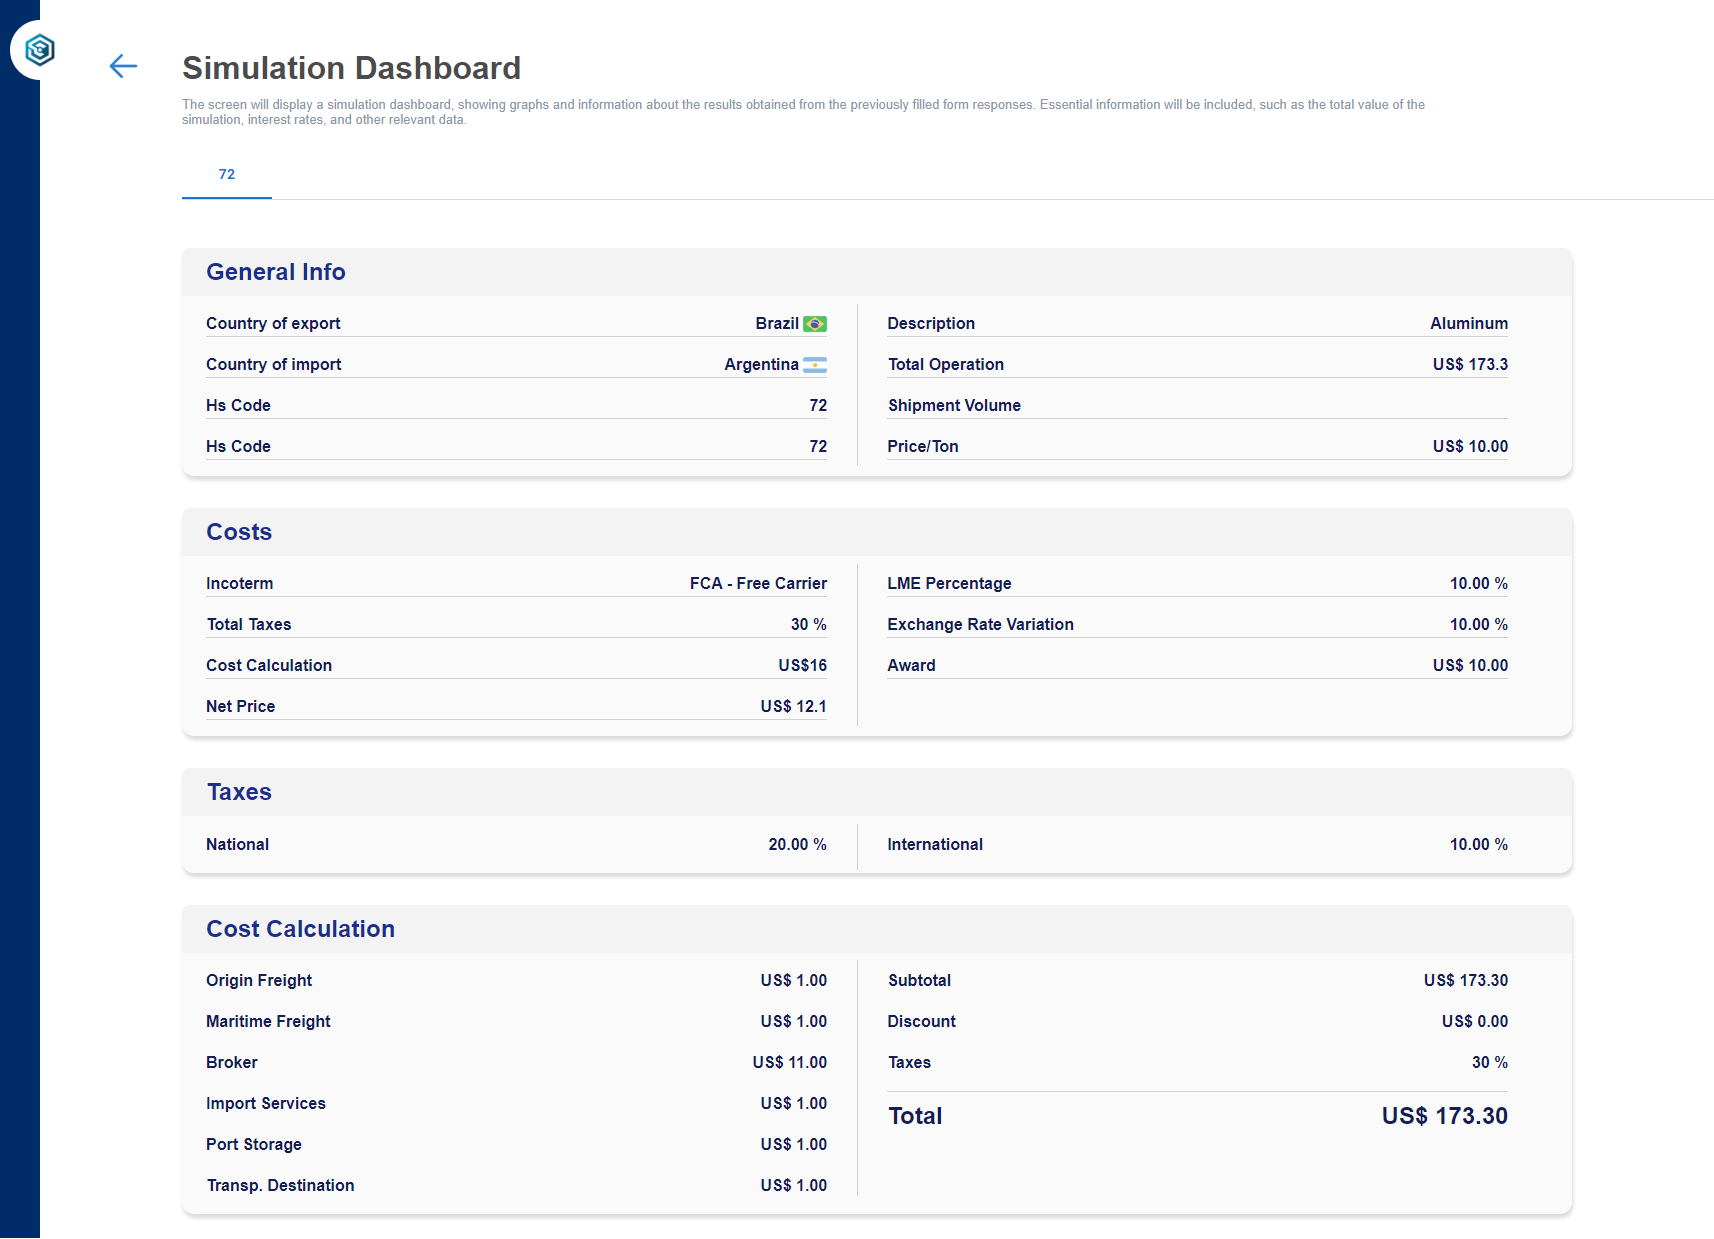 Simulation Dashboard
The screen will display a simulation dashboard, showing graphs and information about the results obtained from the previously filled form responses. Essential information will be included, such as the total value of the
simulation, interest rates, and other relevant data.
72
General Info
Country of export Brazil
Country of import Argentina
Hs Code 72
Hs Code 72
Description Aluminum
Total Operation US$ 173.3
Shipment Volume
Price/Ton US$ 10.00
Costs
Incoterm FCA - Free Carrier
Total Taxes 30 %
Cost Calculation US$16
Net Price US$ 12.1
LME Percentage 10.00 %
Exchange Rate Variation 10.00 %
Award US$ 10.00
Taxes
National 20.00 %
International 10.00 %
Cost Calculation
Origin Freight US$ 1.00
Maritime Freight US$ 1.00
Broker US$ 11.00
Import Services US$ 1.00
Port Storage US$ 1.00
Transp. Destination US$ 1.00
Subtotal US$ 173.30
Discount US$ 0.00
Taxes 30 %
Total US$ 173.30